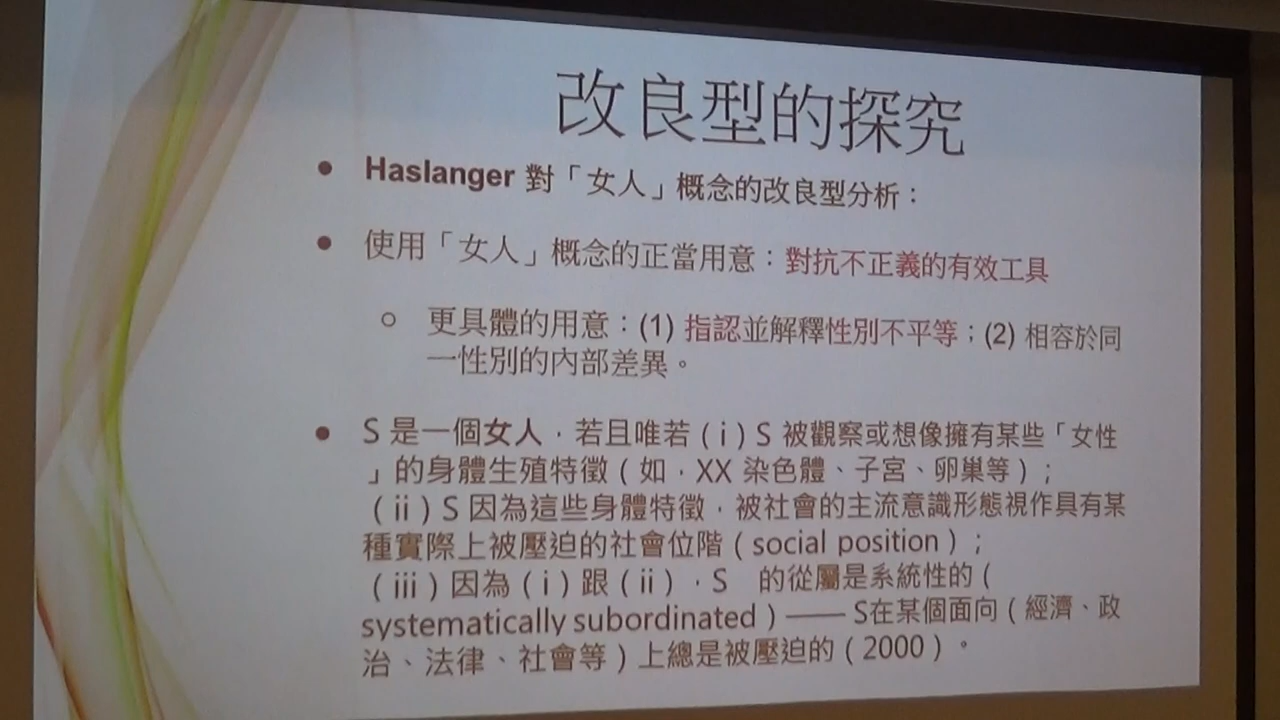 改良型的探究
• Haslanger 對「女人」概念的改良型分析：
• 使用「女人」概念的正當用意：對抗不正義的有效工具
○ 更具體的用意：(1) 指認並解釋性別不平等；(2) 相容於同
一性別的內部差異。
• S 是一個女人，若且唯若（i）S 被觀察或想像擁有某些「女性
」的身體生殖特徵（如，XX 染色體、子宮、卵巢等）；
（ii）S 因為這些身體特徵，被社會的主流意識形態視作具有某
種實際上被壓迫的社會位階（social position）；
（iii）因為（i）跟（ii），S 的從屬是系統性的（
systematically subordinated）—— S在某個面向（經濟、政
治、法律、社會等）上總是被壓迫的（2000）。